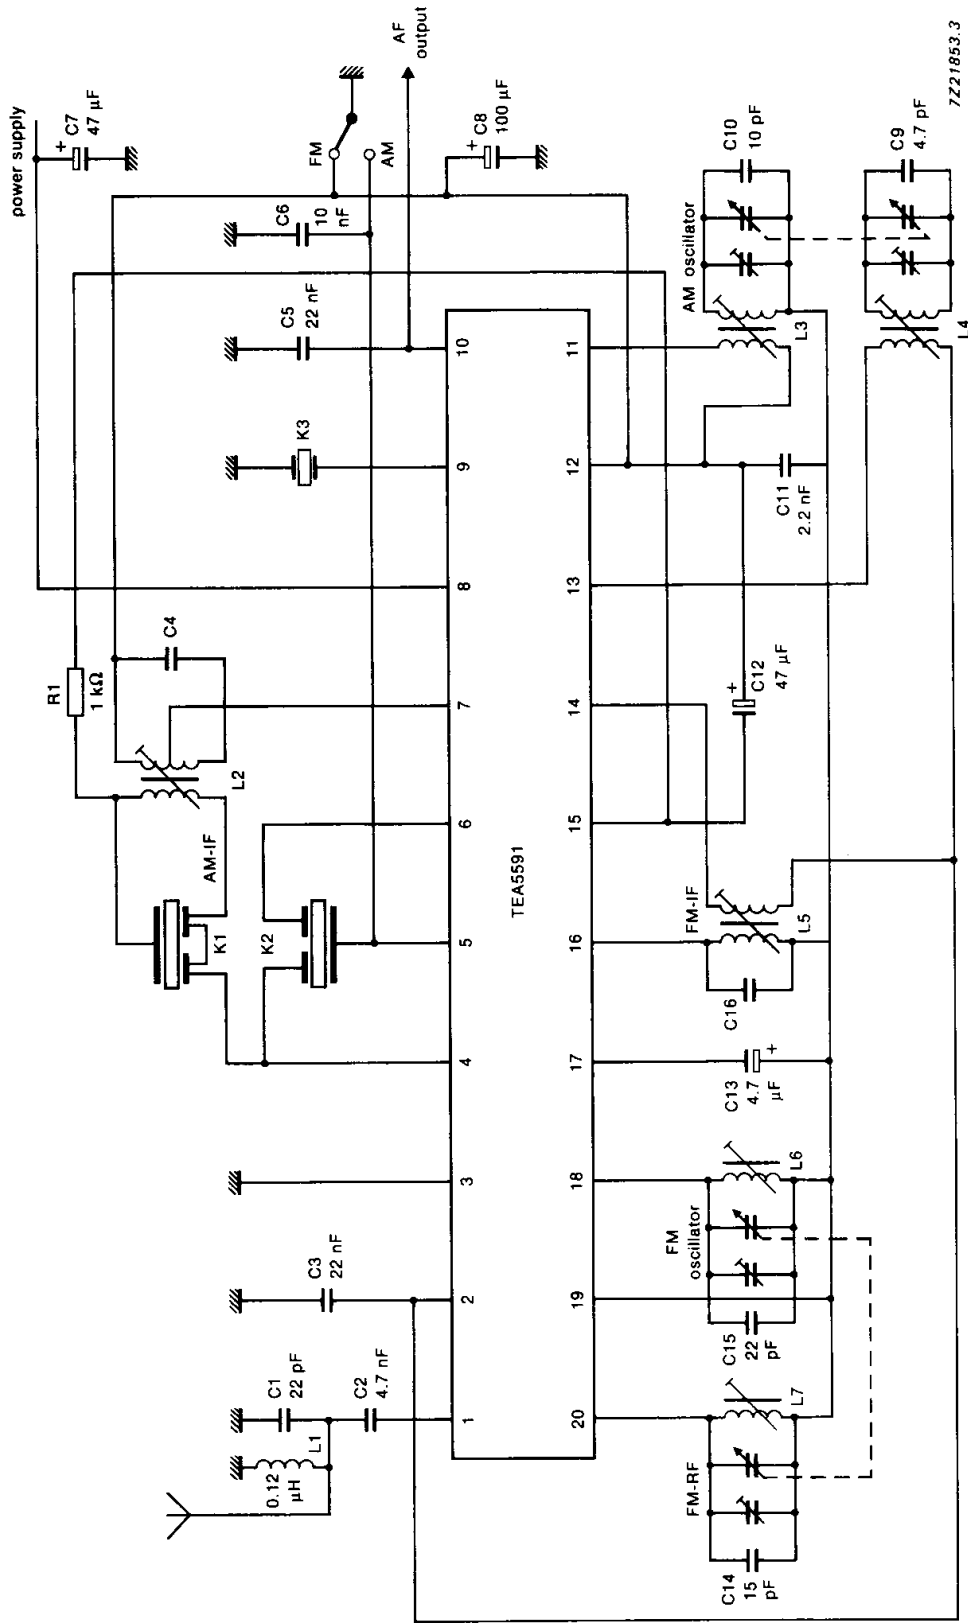 power supply
C7
47 µF
AF
output
FM
AM
C8
100 µF
C6
10
nF
C5
22 nF
K3
R1
1 kΩ
C4
L2
AM-IF
K1
K2
C3
22 nF
C1
22 pF
C2
4.7 nF
L1
0.12
µH
1
2
3
4
5
6
7
8
9
10
TEA5591
20
19
18
17
16
15
14
13
12
11
AM oscillator
C10
10 pF
L3
C9
4.7 pF
L4
C11
2.2 nF
C12
+
47 µF
FM-IF
L5
C16
C13
4.7
µF
+
L6
FM
oscillator
C15
22
pF
L7
FM-RF
C14
15
pF
+
+
7Z21853.3